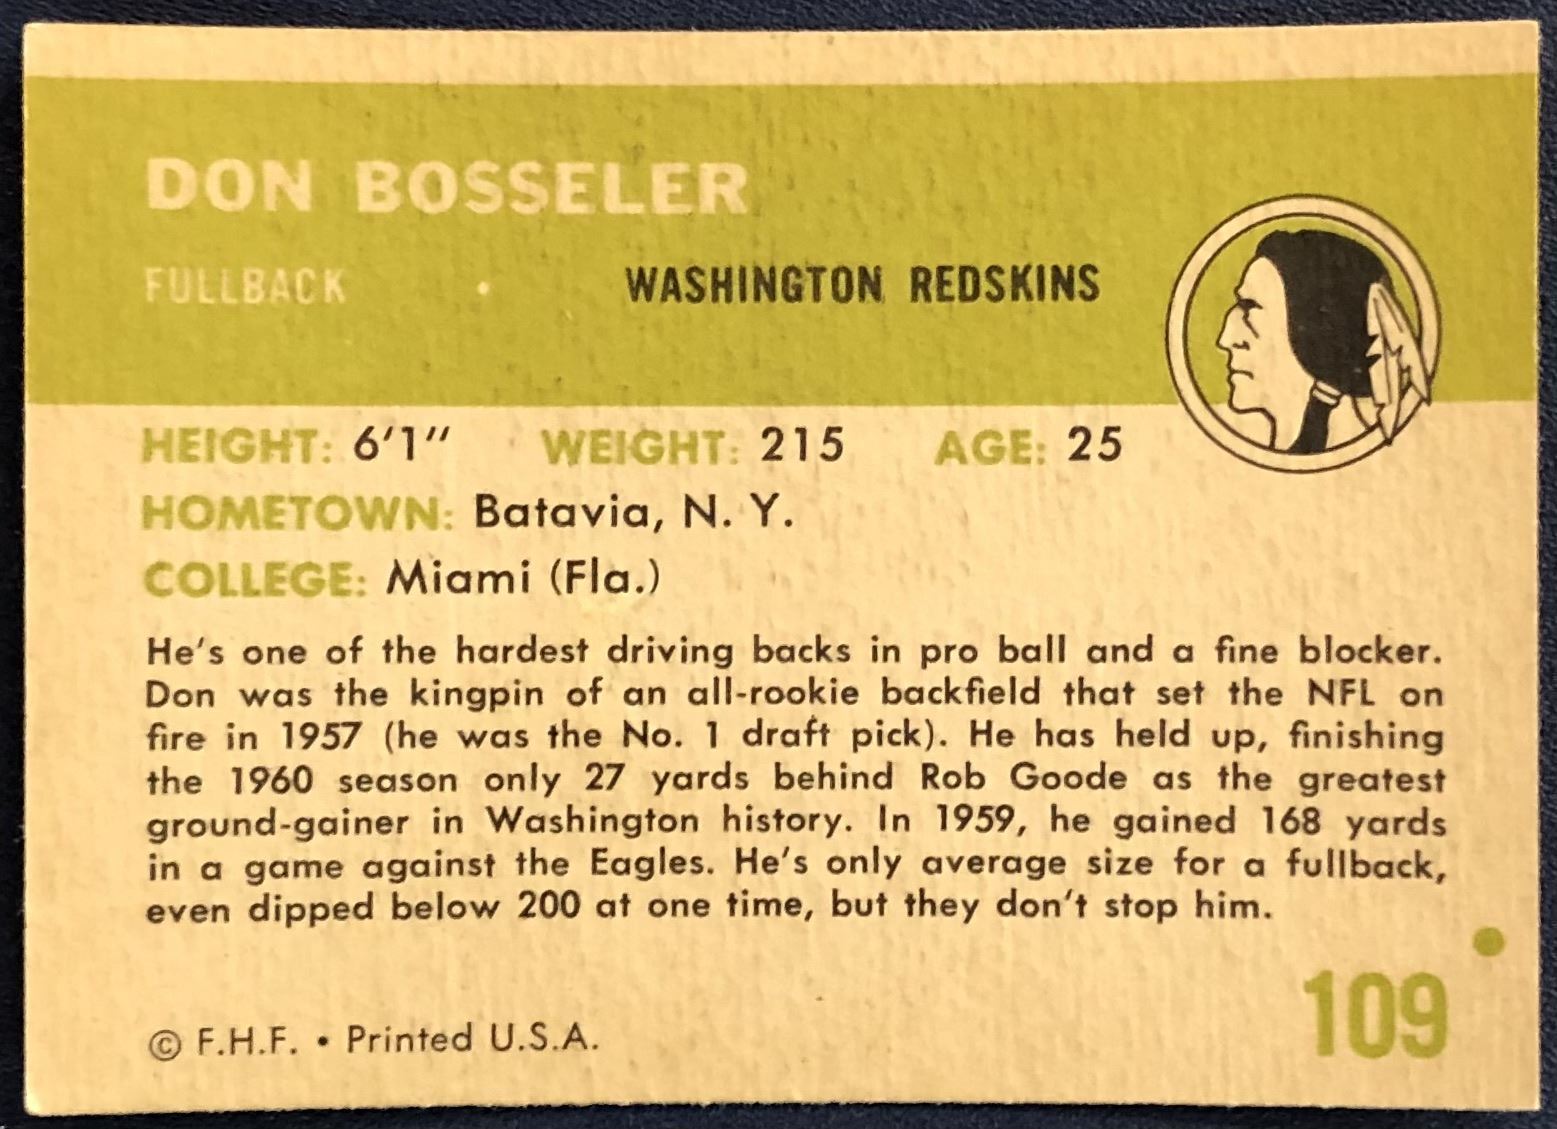 DON BOSSELER
FULLBACK • WASHINGTON REDSKINS
HEIGHT: 6'1" WEIGHT: 215 AGE: 25
HOMETOWN: Batavia, N. Y.
COLLEGE: Miami (Fla.)
He's one of the hardest driving backs in pro ball and a fine blocker.
Don was the kingpin of an all-rookie backfield that set the NFL on
fire in 1957 (he was the No. 1 draft pick). He has held up, finishing
the 1960 season only 27 yards behind Rob Goode as the greatest
ground-gainer in Washington history. In 1959, he gained 168 yards
in a game against the Eagles. He's only average size for a fullback,
even dipped below 200 at one time, but they don't stop him.
109
© F.H.F. • Printed U.S.A.